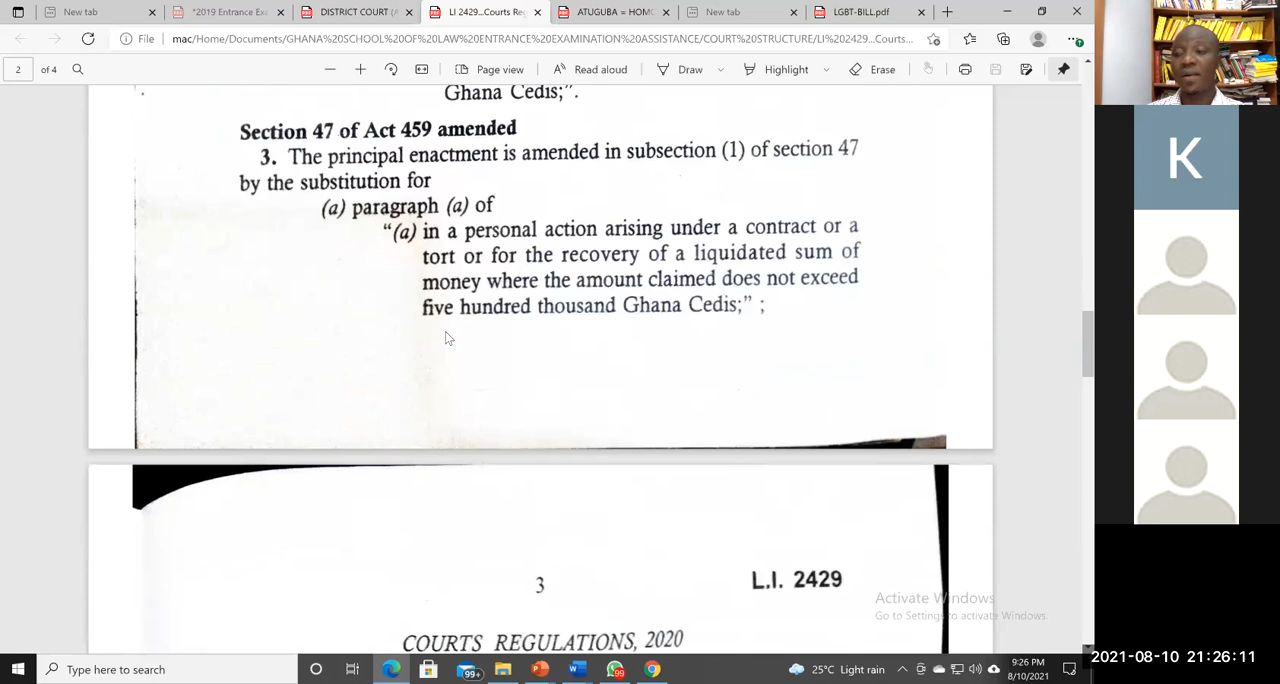 New tab
*2019 Entrance Exa
DISTRICT COURT (A
LI 2429...Courts Reg
ATUGUBA = HOMO
New tab
LGBT-BILL.pdf
File
mac/Home/Documents/GHANA%20SCHOOL%20OF%20LAW%20ENTRANCE%20EXAMINATION%20ASSISTANCE/COURT%20STRUCTURE/LI%202429...Courts...
2
of 4
Page view
Read aloud
Draw
Highlight
Erase
Ghana Cedis;”.
Section 47 of Act 459 amended
3. The principal enactment is amended in subsection (1) of section 47
by the substitution for
(a) paragraph (a) of
“(a) in a personal action arising under a contract or a
tort or for the recovery of a liquidated sum of
money where the amount claimed does not exceed
five hundred thousand Ghana Cedis;” ;
3
L.I. 2429
COURTS REGULATIONS, 2020
Activate Windows
Go to Settings to activate Windows.
K
Type here to search
99+
99
25°C Light rain
9:26 PM
8/10/2021
2021-08-10 21:26:11